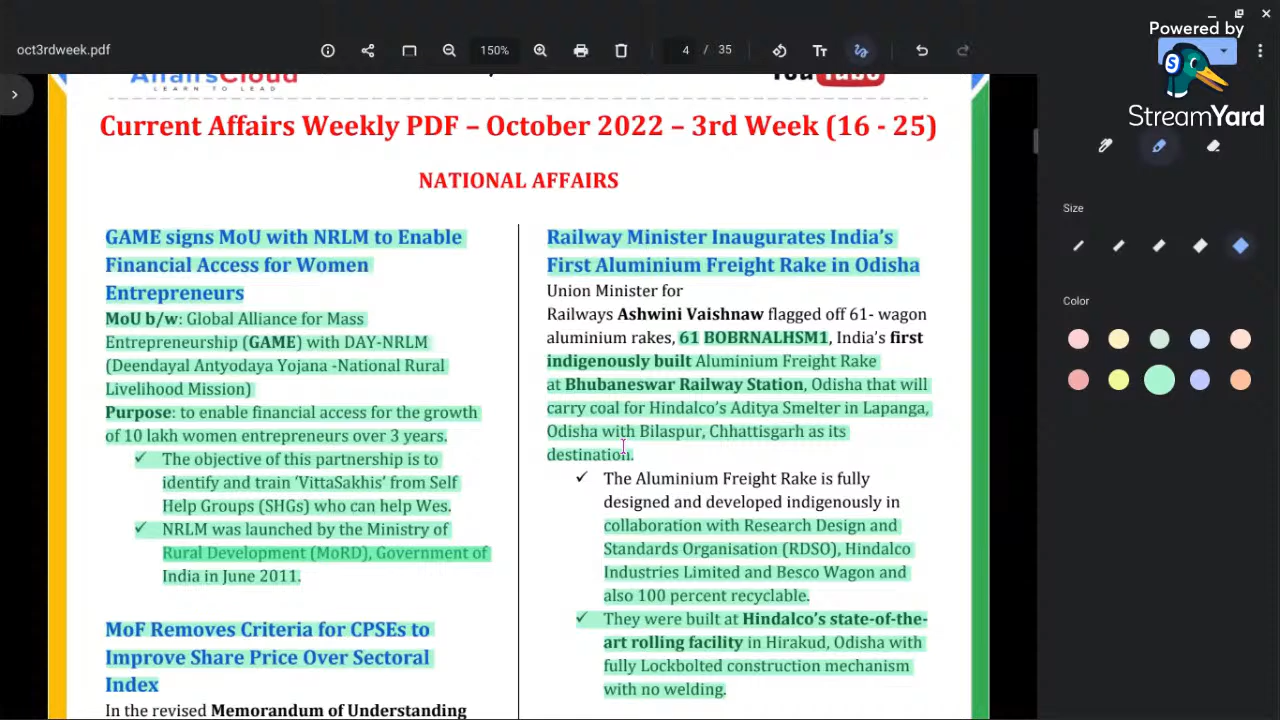 oct3rdweek.pdf
150%
4 / 35
Powered by
StreamYard
AffairsCloud
LEARN TO LEAD
YouTube
Current Affairs Weekly PDF – October 2022 – 3rd Week (16 - 25)
NATIONAL AFFAIRS
GAME signs MoU with NRLM to Enable
Financial Access for Women
Entrepreneurs
MoU b/w: Global Alliance for Mass
Entrepreneurship (GAME) with DAY-NRLM
(Deendayal Antyodaya Yojana -National Rural
Livelihood Mission)
Purpose: to enable financial access for the growth
of 10 lakh women entrepreneurs over 3 years.
✓ The objective of this partnership is to
identify and train ‘VittaSakhis’ from Self
Help Groups (SHGs) who can help Wes.
✓ NRLM was launched by the Ministry of
Rural Development (MoRD), Government of
India in June 2011.
MoF Removes Criteria for CPSEs to
Improve Share Price Over Sectoral
Index
In the revised Memorandum of Understanding
Railway Minister Inaugurates India’s
First Aluminium Freight Rake in Odisha
Union Minister for
Railways Ashwini Vaishnaw flagged off 61- wagon
aluminium rakes, 61 BOBRNALHSM1, India’s first
indigenously built Aluminium Freight Rake
at Bhubaneswar Railway Station, Odisha that will
carry coal for Hindalco’s Aditya Smelter in Lapanga,
Odisha with Bilaspur, Chhattisgarh as its
destination.
✓ The Aluminium Freight Rake is fully
designed and developed indigenously in
collaboration with Research Design and
Standards Organisation (RDSO), Hindalco
Industries Limited and Besco Wagon and
also 100 percent recyclable.
✓ They were built at Hindalco’s state-of-the-
art rolling facility in Hirakud, Odisha with
fully Lockbolted construction mechanism
with no welding.
Size
Color